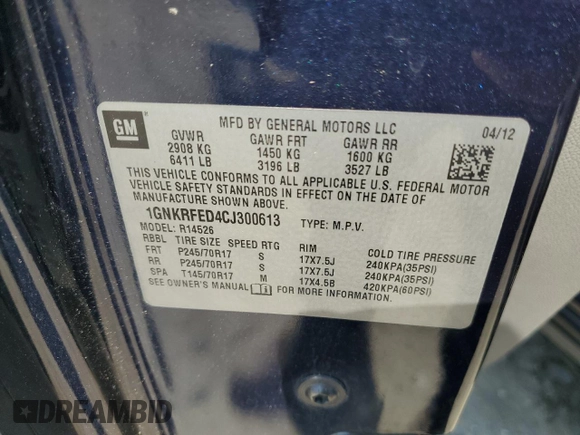 GM
MFD BY GENERAL MOTORS LLC
04/12
GVWR GAWR FRT GAWR RR
2908 KG 1450 KG 1600 KG
6411 LB 3196 LB 3527 LB
THIS VEHICLE CONFORMS TO ALL APPLICABLE U.S. FEDERAL MOTOR
VEHICLE SAFETY STANDARDS IN EFFECT ON THE DATE OF
MANUFACTURE SHOWN ABOVE.
1GNKRFED4CJ300613 TYPE: M.P.V.
MODEL: R14526
RBBL TIRE SIZE SPEED RTG RIM COLD TIRE PRESSURE
FRT P245/70R17 S 17X7.5J 240KPA(35PSI)
RR P245/70R17 S 17X7.5J 240KPA(35PSI)
SPA T145/70R17 M 17X4.5B 420KPA(60PSI)
SEE OWNER'S MANUAL FOR MORE INFORMATION.
DREAMBID